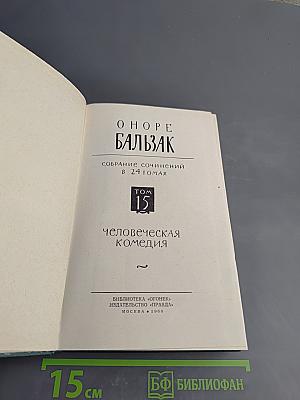 ОНОРЕ
БАЛЬЗАК
СОБРАНИЕ СОЧИНЕНИЙ
В 24 ТОМАХ
ТОМ
15
ЧЕЛОВЕЧЕСКАЯ
КОМЕДИЯ
БИБЛИОТЕКА «ОГОНЕК»
ИЗДАТЕЛЬСТВО «ПРАВДА»
МОСКВА • 1960
15 СМ
БФ БИБЛИОФАН